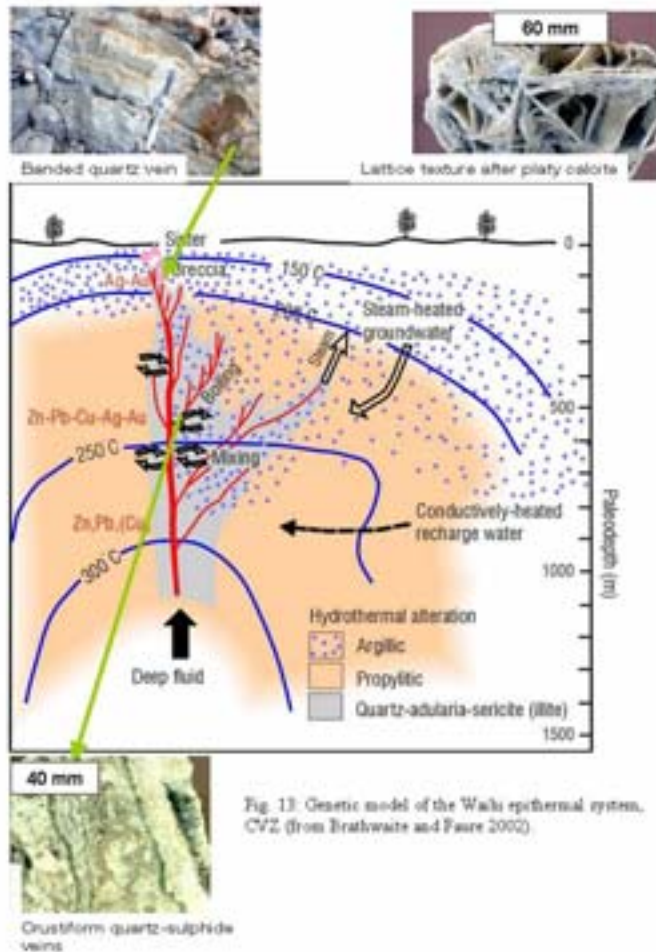 60 mm
Banded quartz vein
Lattice texture after platy calcite
Sinter
Breccia
Ag-Au
150 C
0
Steam-heated
groundwater
Steam
Boiling
500
Zn-Pb-Cu-Ag-Au
250 C
Mixing
Zn,Pb,(Cu)
Conductively-heated
recharge water
Paleodepth (m)
300 C
1000
Hydrothermal alteration
Argillic
Propylitic
Quartz-adularia-sericite (illite)
Deep fluid
1500
40 mm
Fig. 13: Genetic model of the Waihi epithermal system,
CVZ (from Brathwaite and Faure 2002).
Crustiform quartz-sulphide
veins